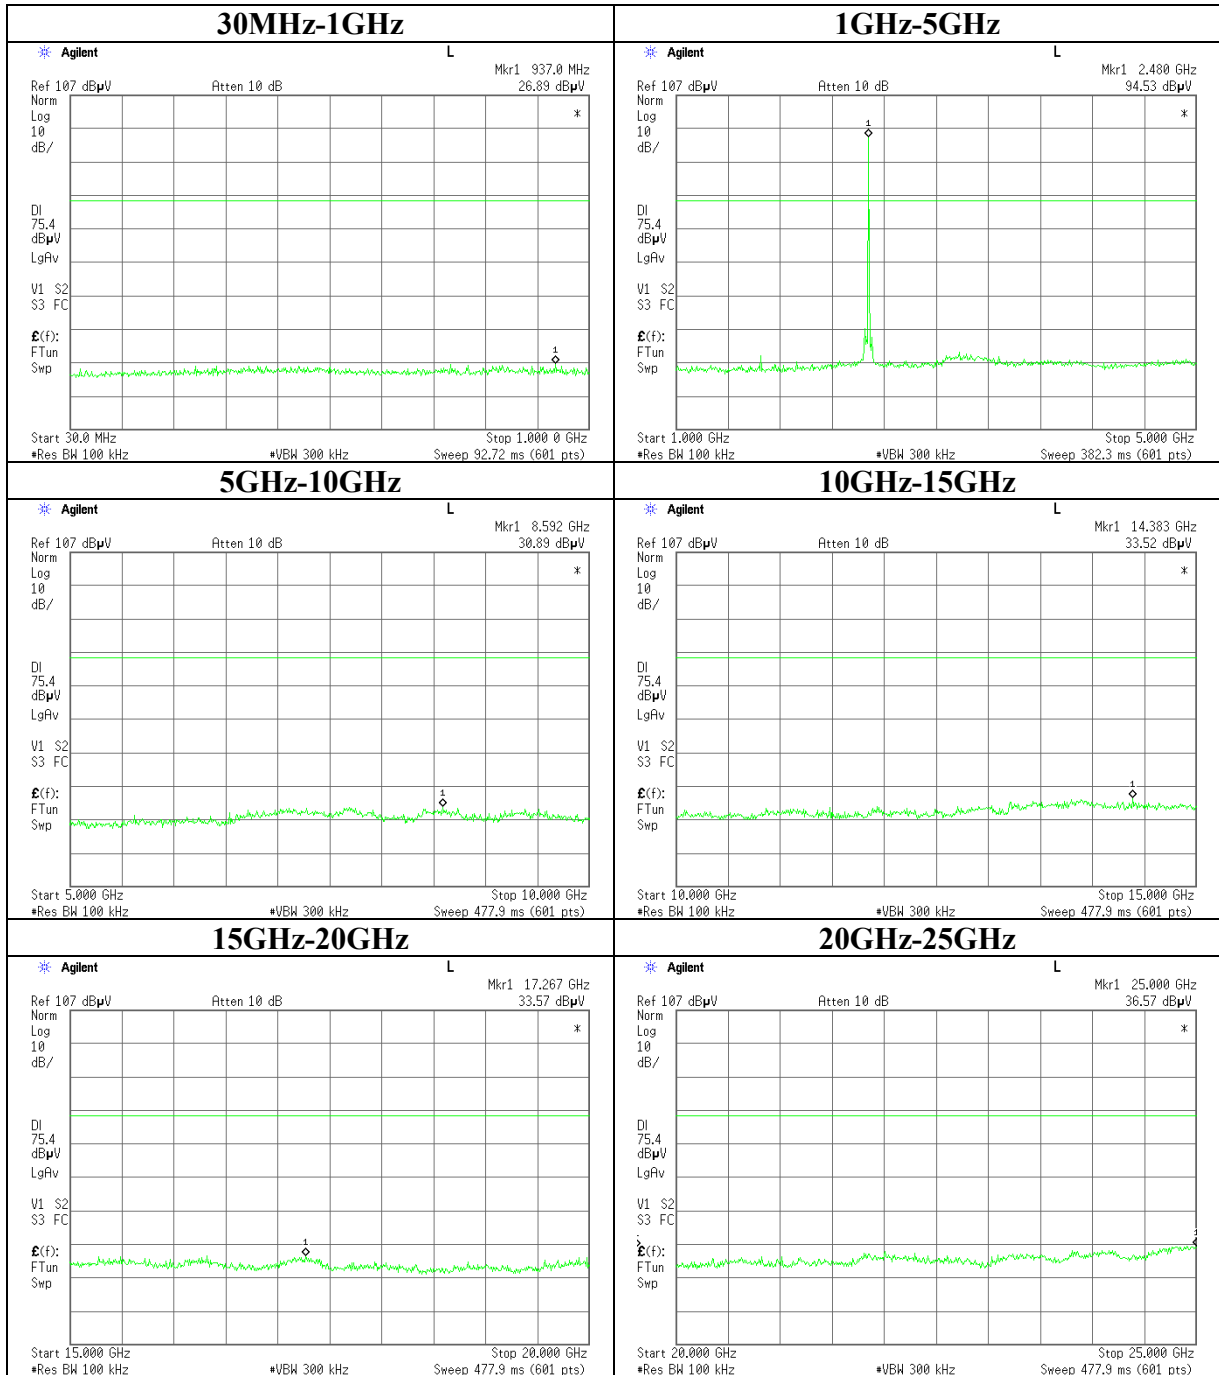 30MHz-1GHz
Agilent L
Mkr1 937.0 MHz
Ref 107 dBµV Atten 10 dB 26.89 dBµV
Norm
Log
10
dB/
*
1
DI
75.4
dBµV
LgAv
V1 S2
S3 FC
£(f):
FTun
Swp
Start 30.0 MHz Stop 1.000 0 GHz
#Res BW 100 kHz #VBW 300 kHz Sweep 92.72 ms (601 pts)
1GHz-5GHz
Agilent L
Mkr1 2.480 GHz
Ref 107 dBµV Atten 10 dB 94.53 dBµV
Norm
Log
10
dB/
*
1
DI
75.4
dBµV
LgAv
V1 S2
S3 FC
£(f):
FTun
Swp
Start 1.000 GHz Stop 5.000 GHz
#Res BW 100 kHz #VBW 300 kHz Sweep 382.3 ms (601 pts)
5GHz-10GHz
Agilent L
Mkr1 8.592 GHz
Ref 107 dBµV Atten 10 dB 30.89 dBµV
Norm
Log
10
dB/
*
DI
75.4
dBµV
LgAv
V1 S2
S3 FC
1
£(f):
FTun
Swp
Start 5.000 GHz Stop 10.000 GHz
#Res BW 100 kHz #VBW 300 kHz Sweep 477.9 ms (601 pts)
10GHz-15GHz
Agilent L
Mkr1 14.383 GHz
Ref 107 dBµV Atten 10 dB 33.52 dBµV
Norm
Log
10
dB/
*
DI
75.4
dBµV
LgAv
V1 S2
S3 FC
1
£(f):
FTun
Swp
Start 10.000 GHz Stop 15.000 GHz
#Res BW 100 kHz #VBW 300 kHz Sweep 477.9 ms (601 pts)
15GHz-20GHz
Agilent L
Mkr1 17.267 GHz
Ref 107 dBµV Atten 10 dB 33.57 dBµV
Norm
Log
10
dB/
*
DI
75.4
dBµV
LgAv
V1 S2
S3 FC
1
£(f):
FTun
Swp
Start 15.000 GHz Stop 20.000 GHz
#Res BW 100 kHz #VBW 300 kHz Sweep 477.9 ms (601 pts)
20GHz-25GHz
Agilent L
Mkr1 25.000 GHz
Ref 107 dBµV Atten 10 dB 36.57 dBµV
Norm
Log
10
dB/
*
DI
75.4
dBµV
LgAv
V1 S2
S3 FC
1
£(f):
FTun
Swp
Start 20.000 GHz Stop 25.000 GHz
#Res BW 100 kHz #VBW 300 kHz Sweep 477.9 ms (601 pts)